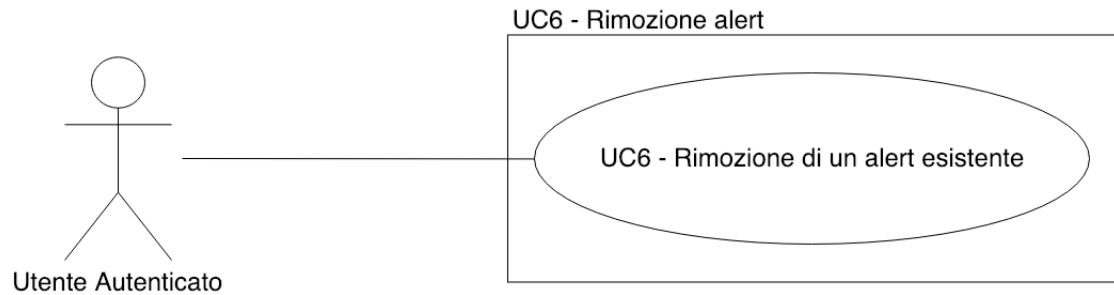 UC6 - Rimozione alert
UC6 - Rimozione di un alert esistente
Utente Autenticato